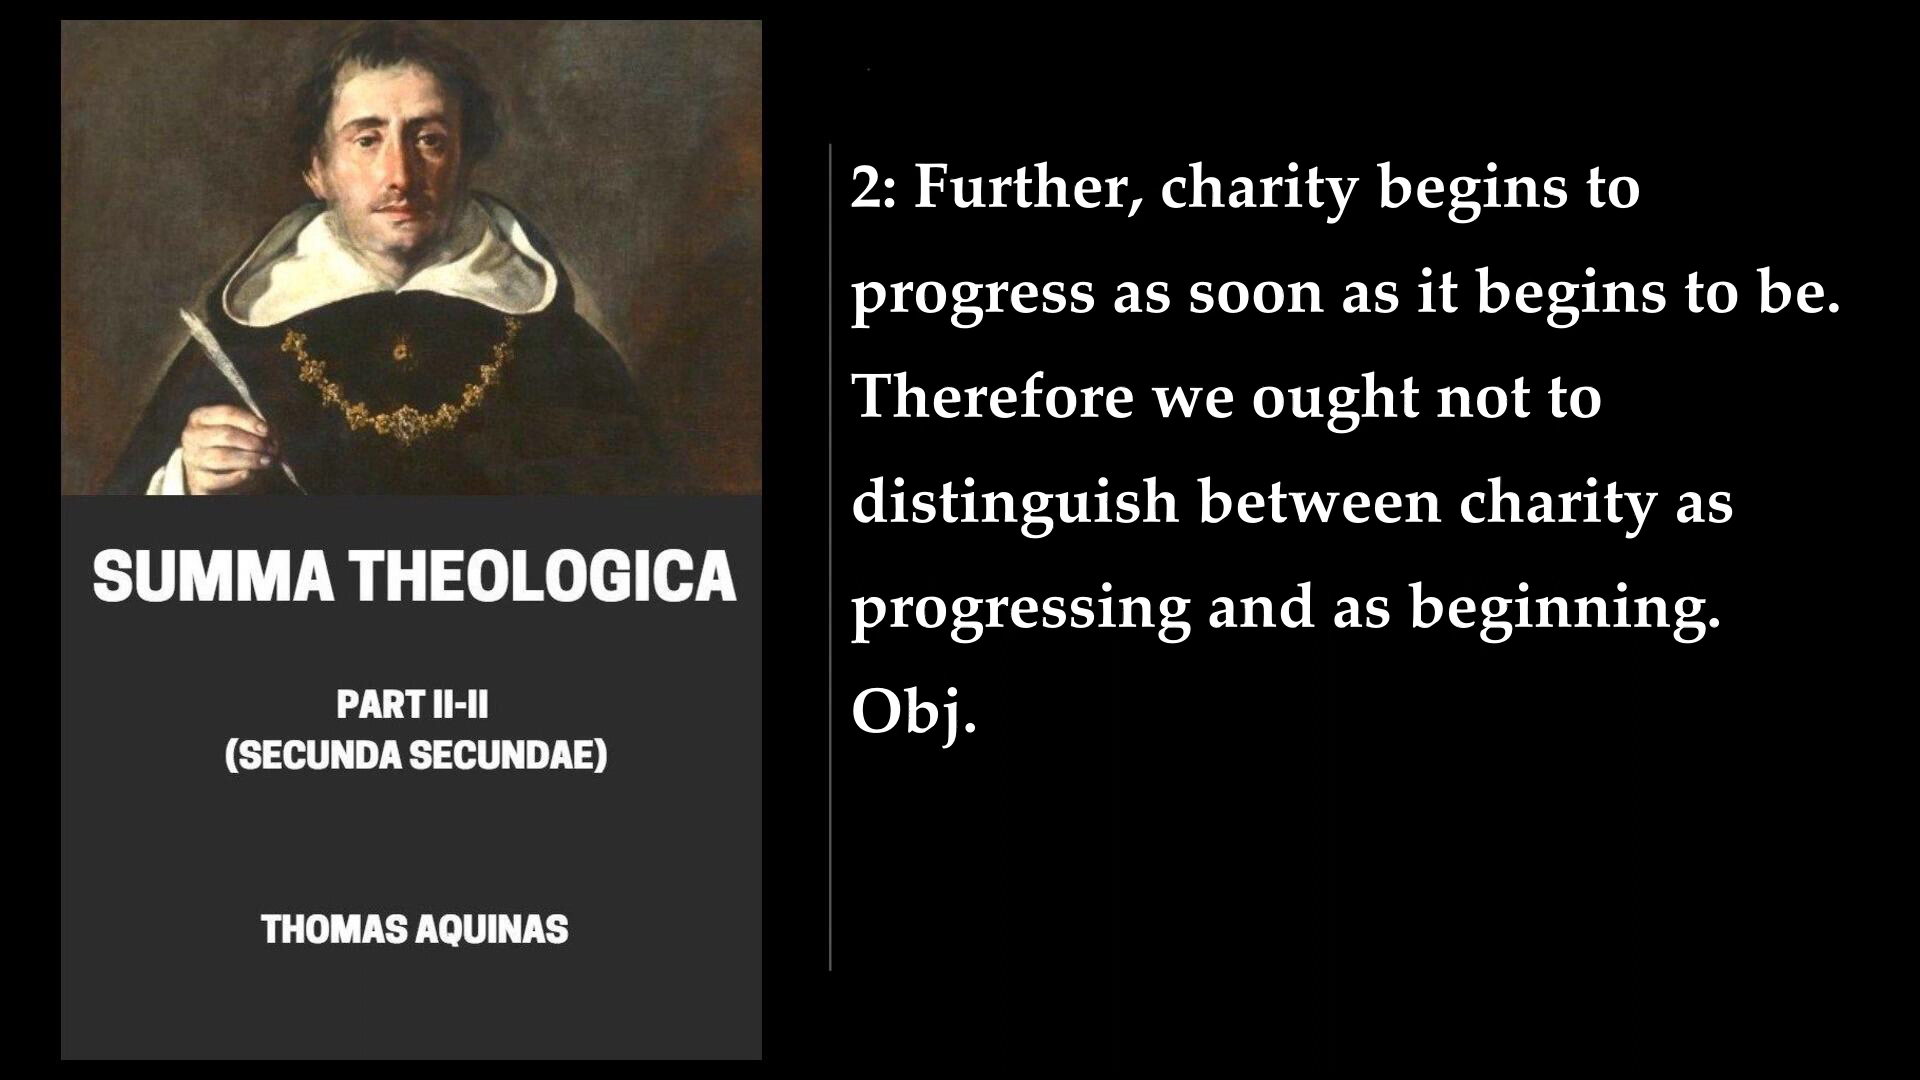 SUMMA THEOLOGICA
PART II-II
(SECUNDA SECUNDAE)
THOMAS AQUINAS
2: Further, charity begins to
progress as soon as it begins to be.
Therefore we ought not to
distinguish between charity as
progressing and as beginning.
Obj.